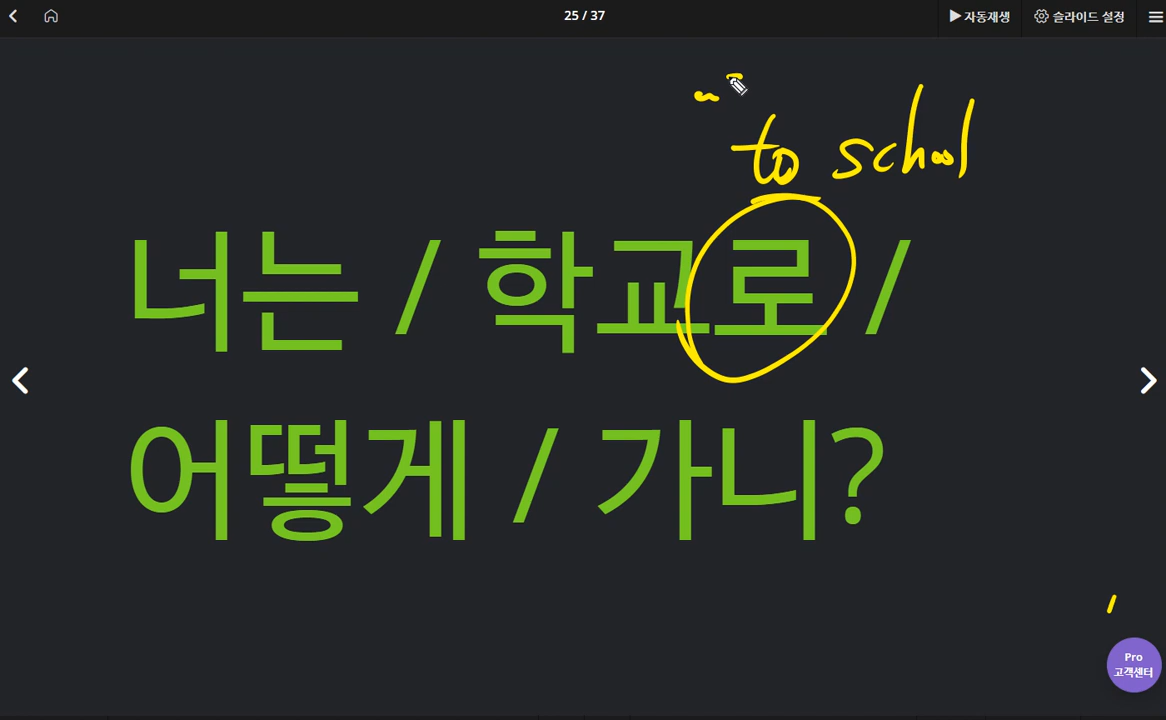 25 / 37
자동재생
슬라이드 설정
to school
너는 / 학교로 /
어떻게 / 가니?
Pro
고객센터